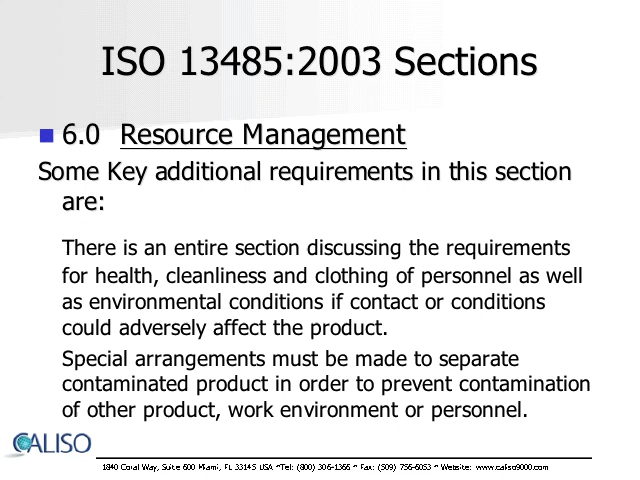 ISO 13485:2003 Sections
6.0 Resource Management
Some Key additional requirements in this section
are:
There is an entire section discussing the requirements
for health, cleanliness and clothing of personnel as well
as environmental conditions if contact or conditions
could adversely affect the product.
Special arrangements must be made to separate
contaminated product in order to prevent contamination
of other product, work environment or personnel.
CALISO
1840 Coral Way, Suite 600 Miami, FL 33145 USA ~Tel: (800) 306-1366 ~ Fax: (509) 756-6053 ~ Website: www.caliso9000.com